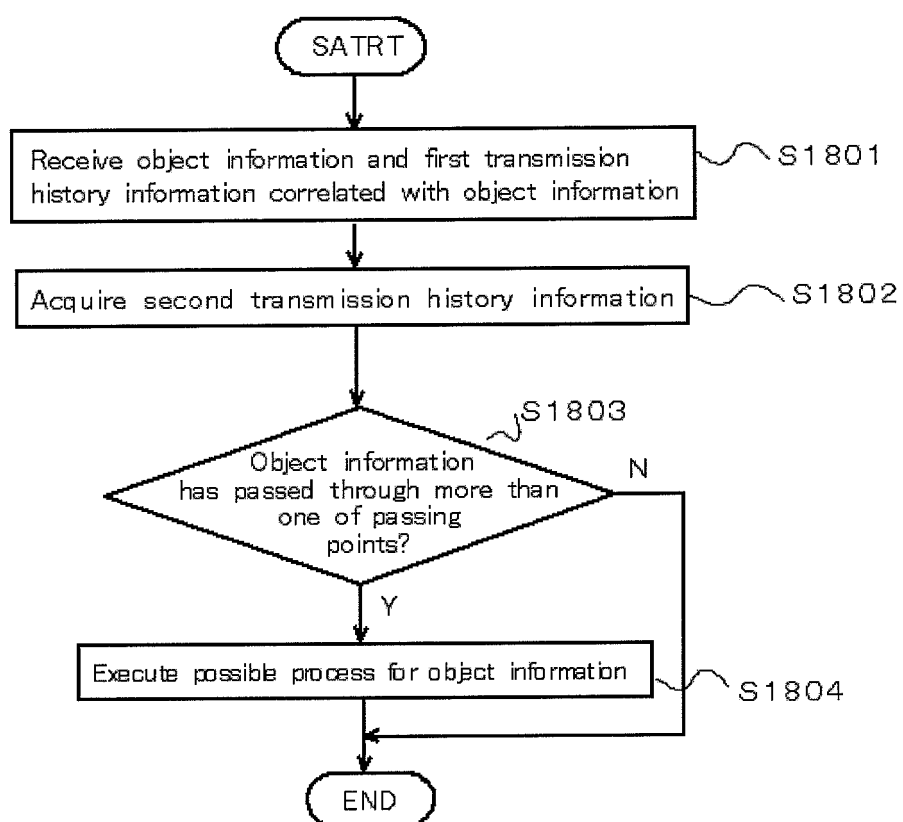 SATRT
Receive object information and first transmission
history information correlated with object information
S1801
Acquire second transmission history information
S1802
S1803
Object information
has passed through more than
one of passing
points?
N
Y
Execute possible process for object information
S1804
END